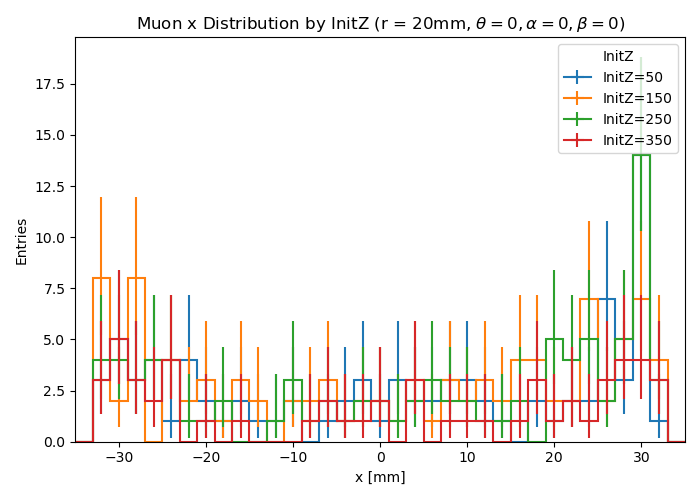 Muon x Distribution by InitZ (r = 20mm, θ = 0, α = 0, β = 0)
InitZ
InitZ=50
InitZ=150
InitZ=250
InitZ=350
17.5
15.0
12.5
10.0
7.5
5.0
2.5
0.0
Entries
−30
−20
−10
0
10
20
30
x [mm]